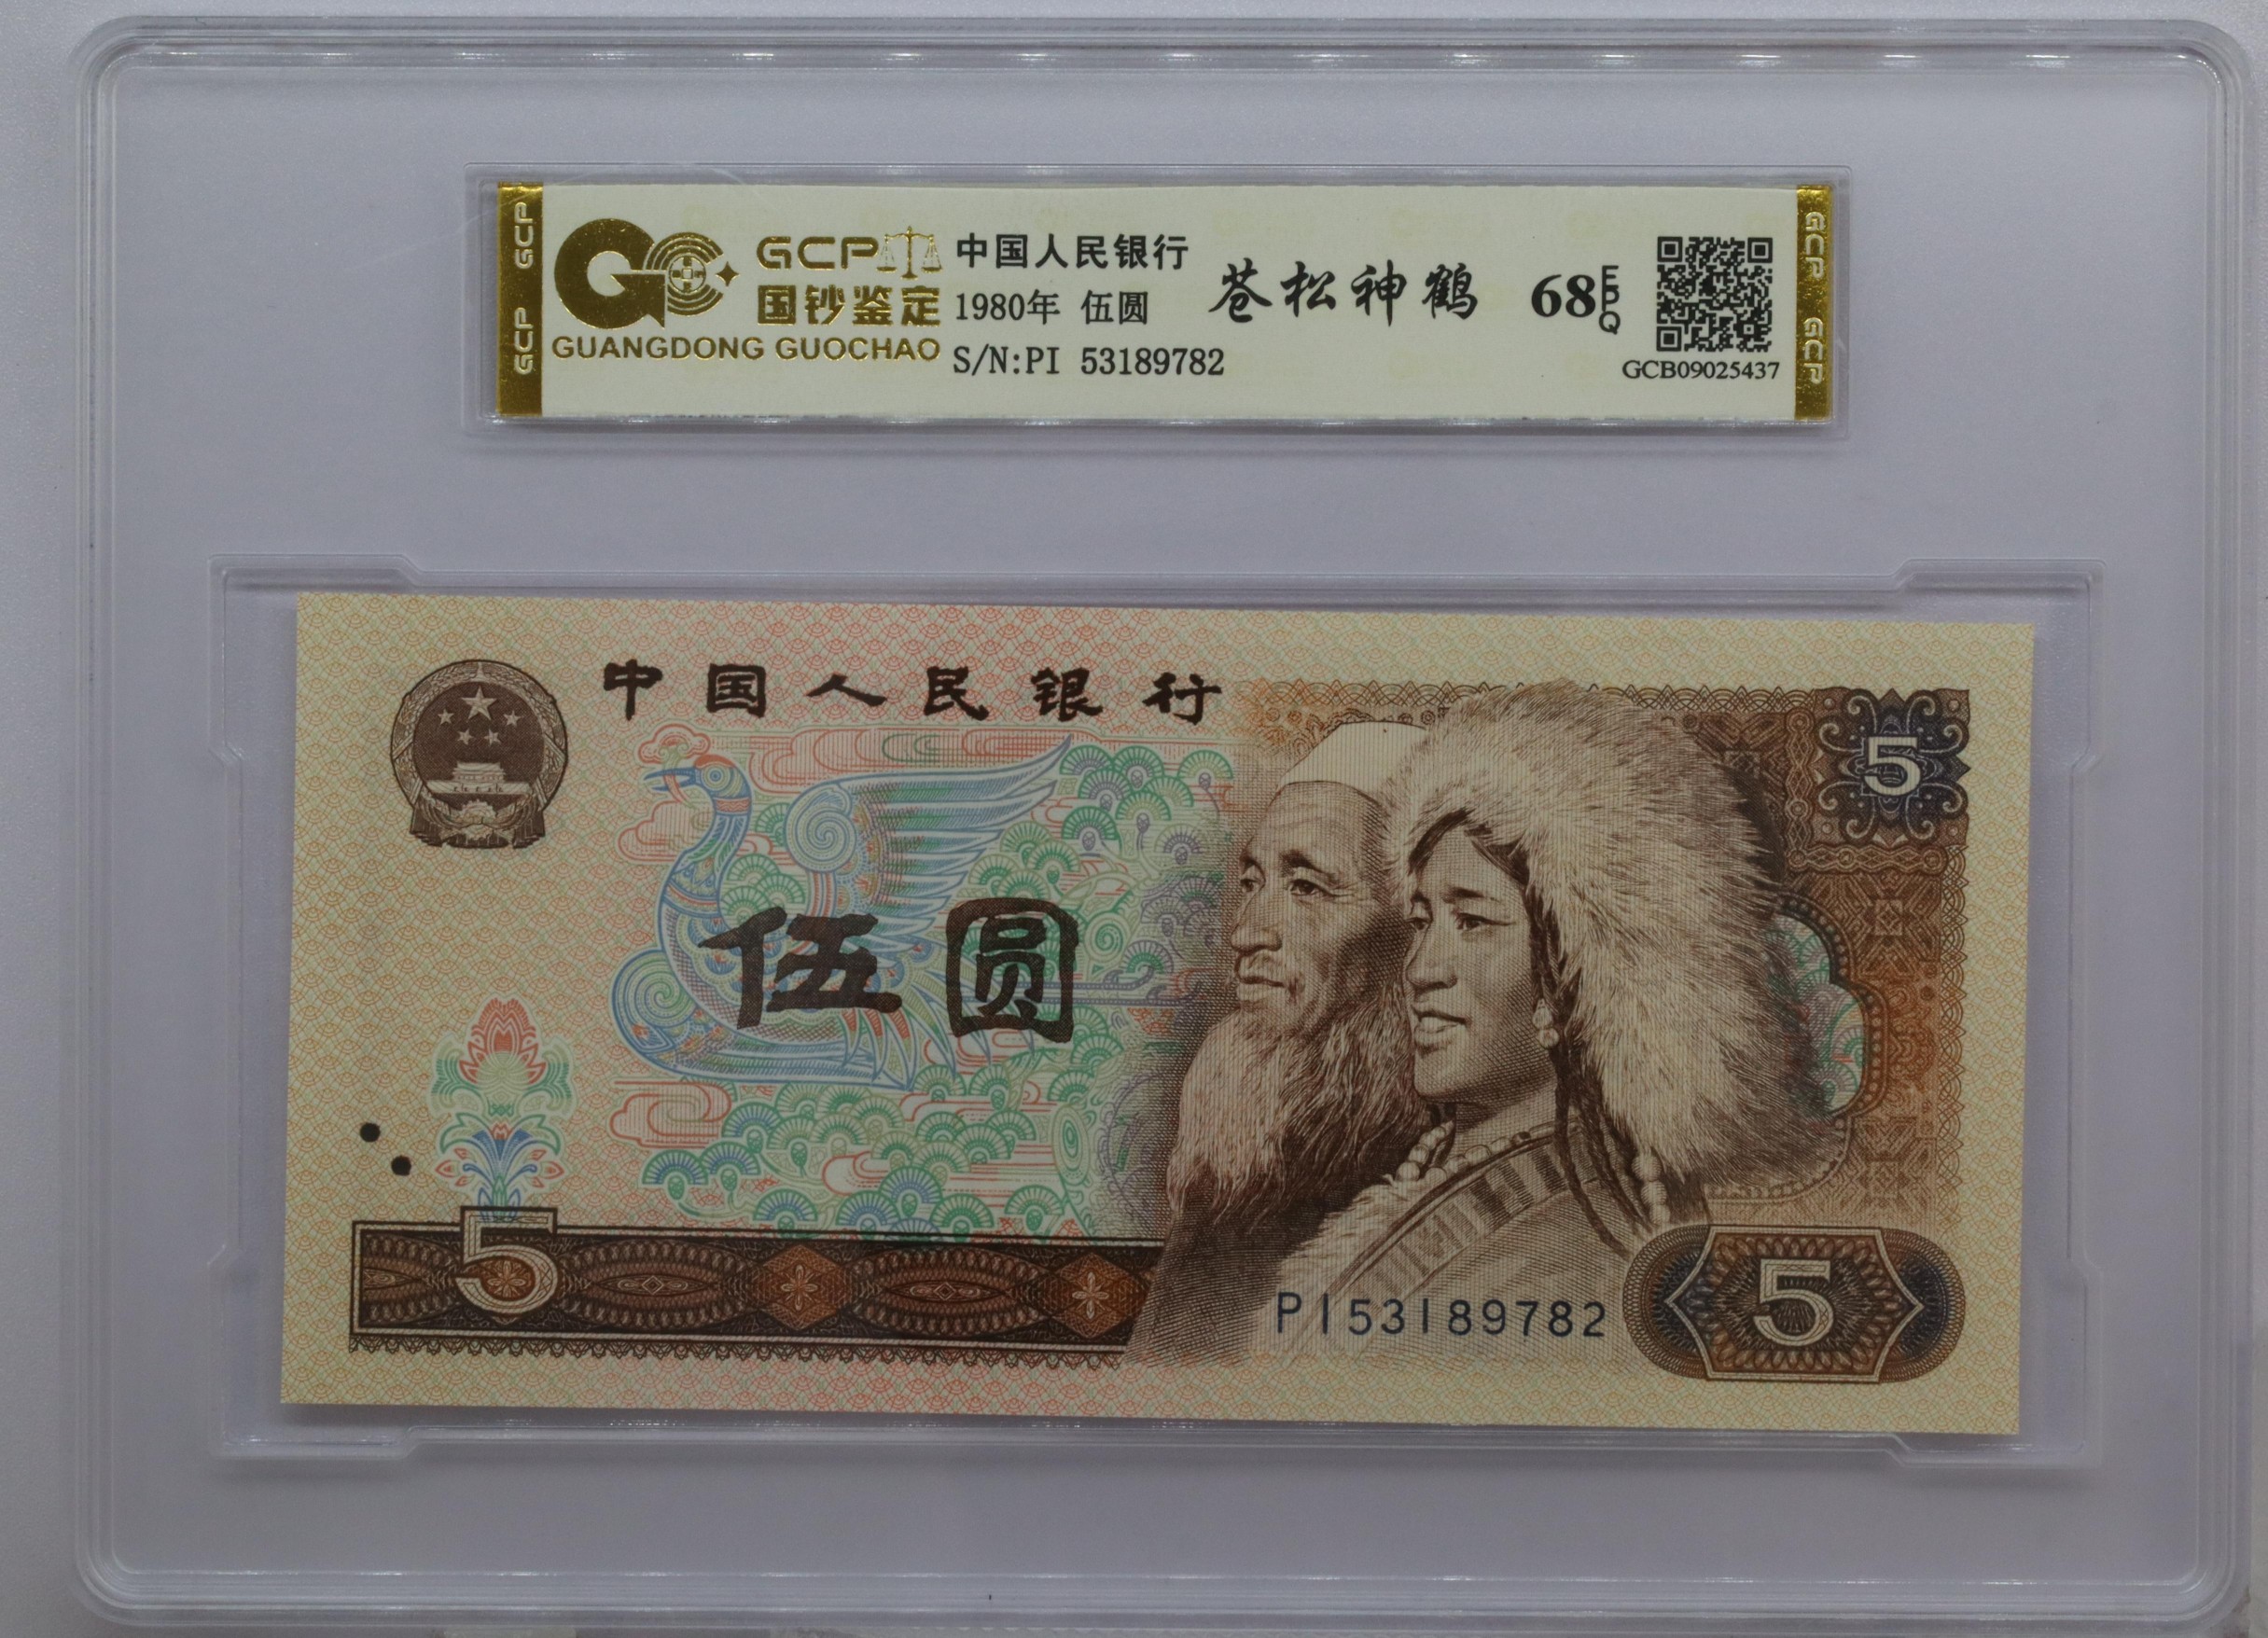 GCP GCP
GCP
国钞鉴定
GUANGDONG GUOCHAO
中国人民银行
1980年 伍圆
S/N:PI 53189782
苍松神鹤
68 EPQ
GCB09025437
GCP GCP
中国人民银行
5
伍圆
5
PI53189782
5